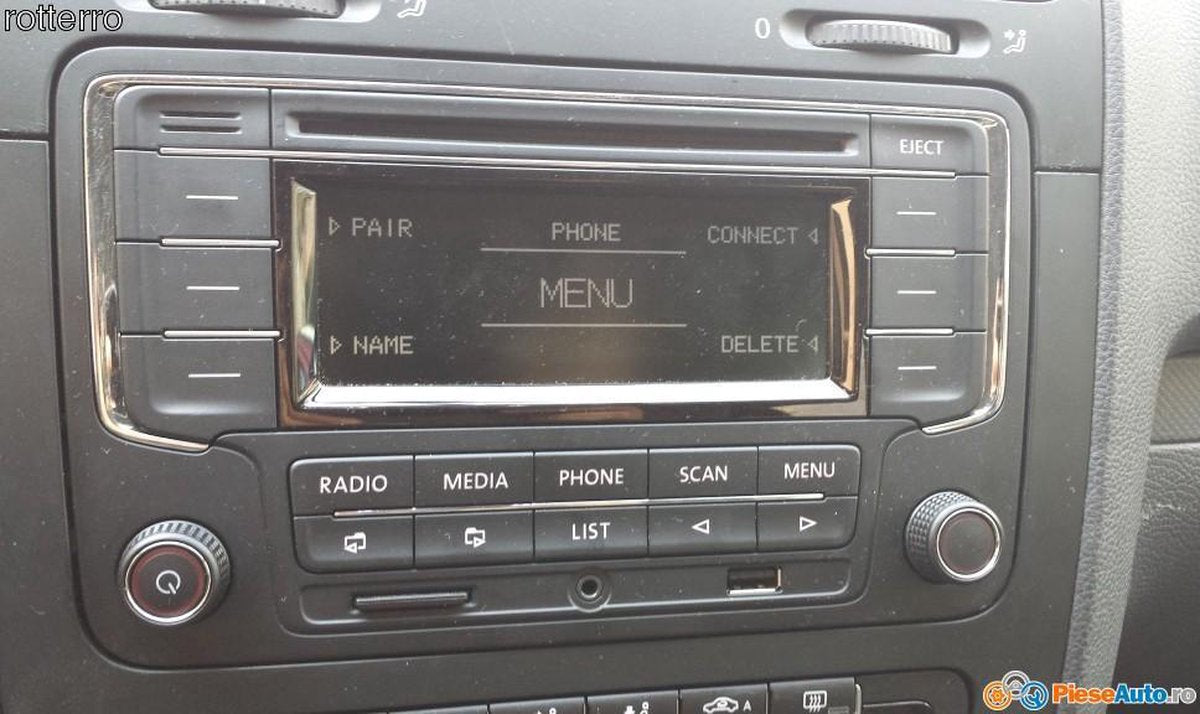 rotterro
0
EJECT
PAIR PHONE CONNECT
MENU
NAME DELETE
RADIO MEDIA PHONE SCAN MENU
LIST
A
PieseAuto.ro